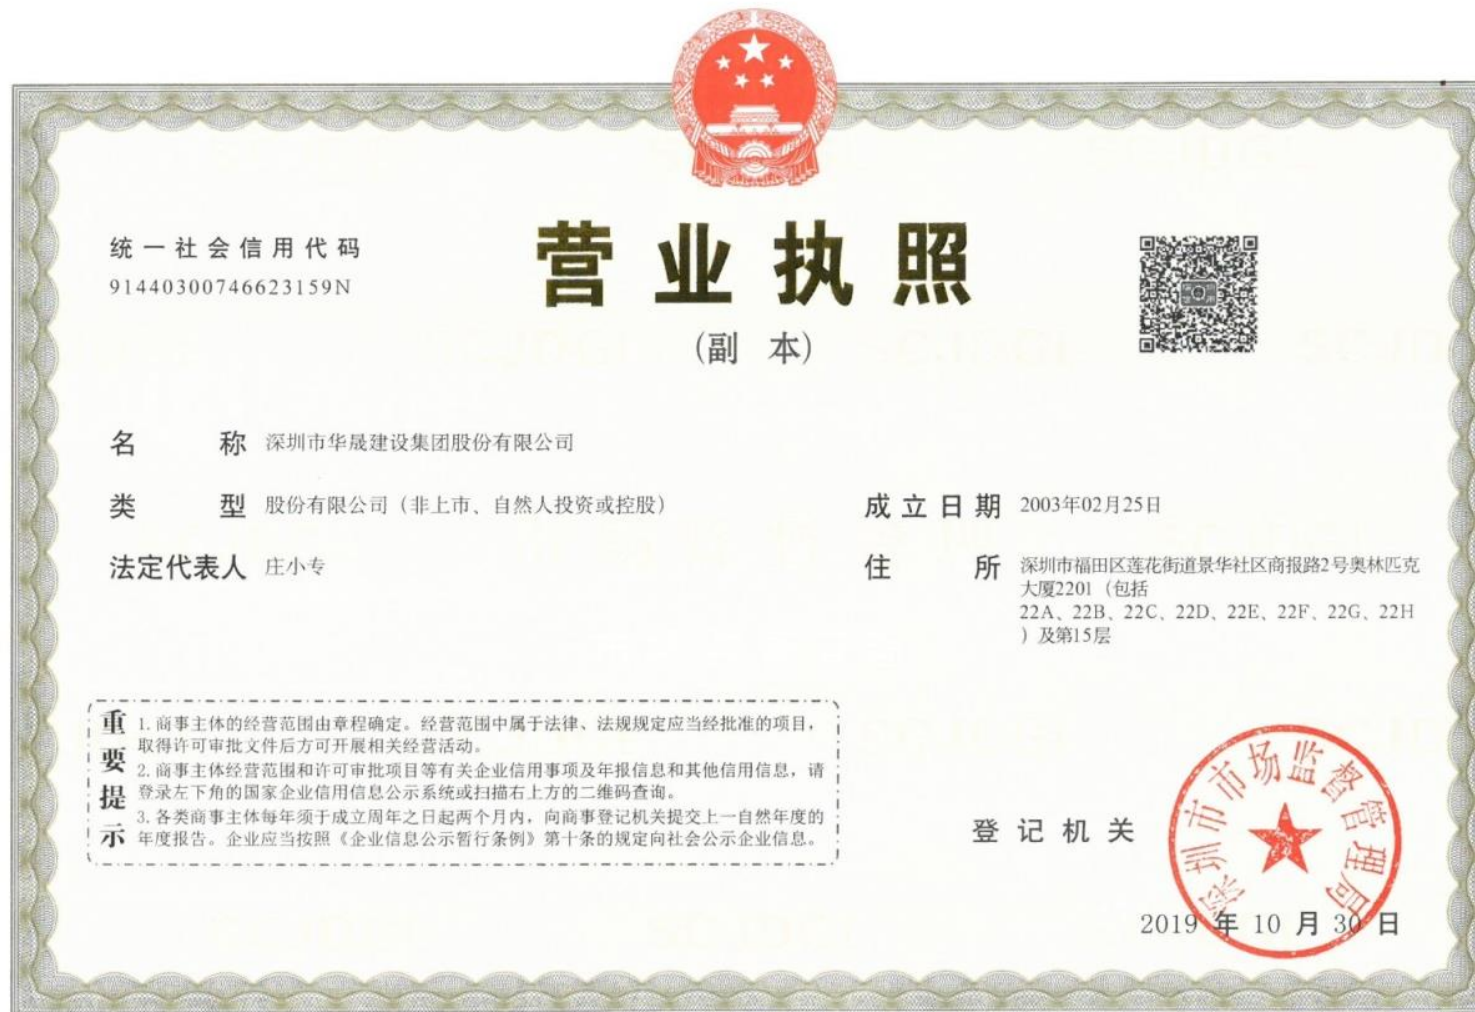 统一社会信用代码
91440300746623159N
营业执照
(副 本)
名 称 深圳市华晟建设集团股份有限公司
类 型 股份有限公司（非上市、自然人投资或控股）
法定代表人 庄小专
成立日期 2003年02月25日
住 所 深圳市福田区莲花街道景华社区商报路2号奥林匹克
大厦2201（包括
22A、22B、22C、22D、22E、22F、22G、22H
）及第15层
重要提示
1. 商事主体的经营范围由章程确定。经营范围中属于法律、法规规定应当经批准的项目，
取得许可审批文件后方可开展相关经营活动。
2. 商事主体经营范围和许可审批项目等有关企业信用事项及年报信息和其他信用信息，请
登录左下角的国家企业信用信息公示系统或扫描右上方的二维码查询。
3. 各类商事主体每年须于成立周年之日起两个月内，向商事登记机关提交上一自然年度的
年度报告。企业应当按照《企业信息公示暂行条例》第十条的规定向社会公示企业信息。
登记机关
深圳市市场监督管理局
2019 年 10 月 30 日